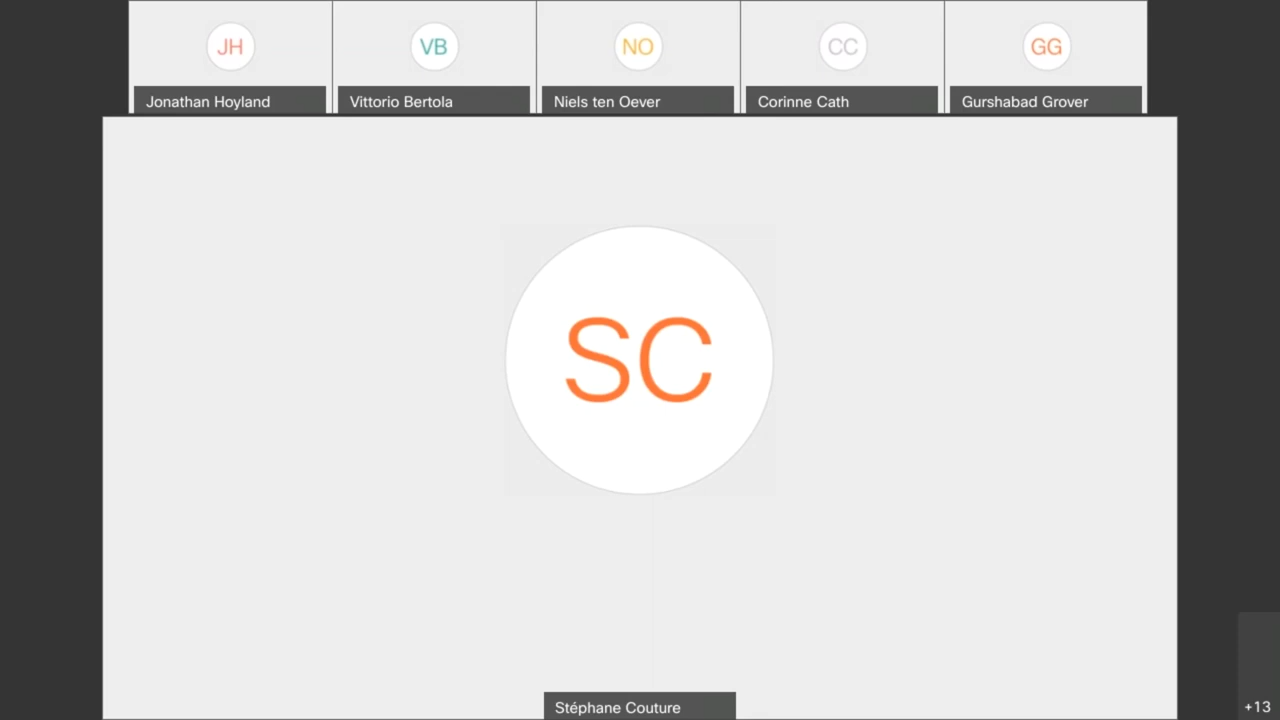 JH
VB
NO
CC
GG
Jonathan Hoyland
Vittorio Bertola
Niels ten Oever
Corinne Cath
Gurshabad Grover
SC
Stéphane Couture
+13